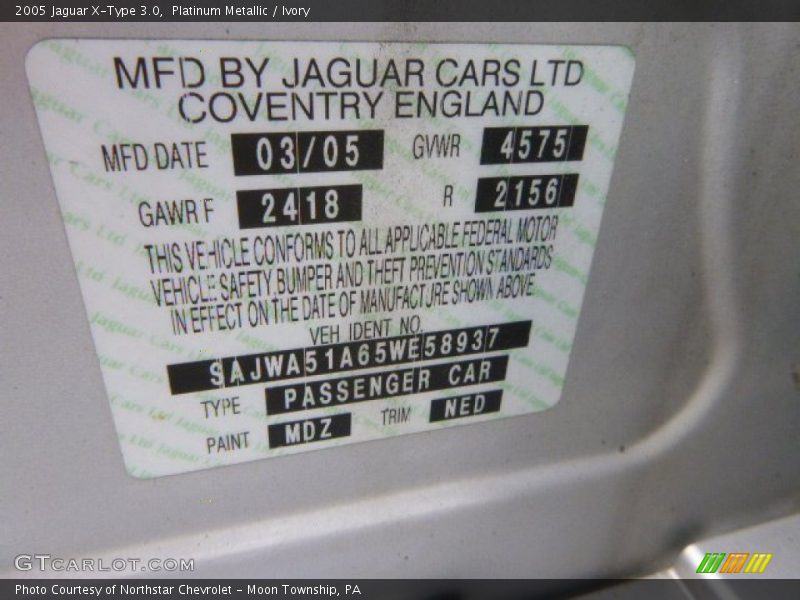 2005 Jaguar X-Type 3.0, Platinum Metallic / Ivory
MFD BY JAGUAR CARS LTD
COVENTRY ENGLAND
MFD DATE 03/05 GVWR 4575
GAWR F 2418 R 2156
THIS VEHICLE CONFORMS TO ALL APPLICABLE FEDERAL MOTOR
VEHICLE SAFETY BUMPER AND THEFT PREVENTION STANDARDS
IN EFFECT ON THE DATE OF MANUFACTURE SHOWN ABOVE
VEH IDENT NO.
SAJWA51A65WE58937
TYPE PASSENGER CAR
PAINT MDZ TRIM NED
GTCARLOT.COM
Photo Courtesy of Northstar Chevrolet - Moon Township, PA